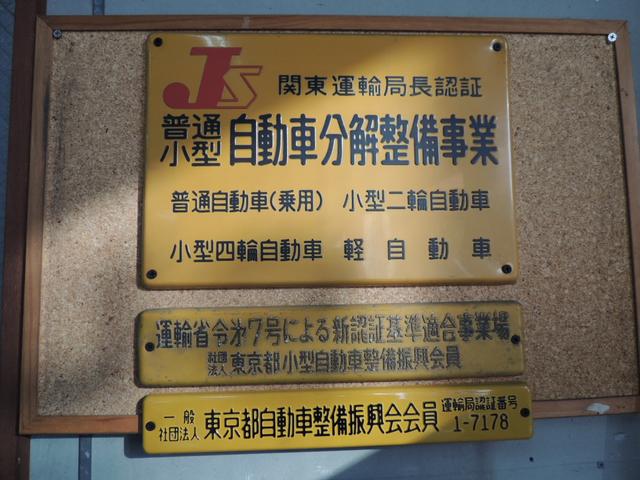 JS 関東運輸局長認証
普通
小型 自動車分解整備事業
普通自動車(乗用) 小型二輪自動車
小型四輪自動車 軽自動車
運輸省令才7号による新認証基準適合事業場
社団
法人 東京都小型自動車整備振興会会員
一般
社団法人 東京都自動車整備振興会会員 運輸局認証番号
1-7178